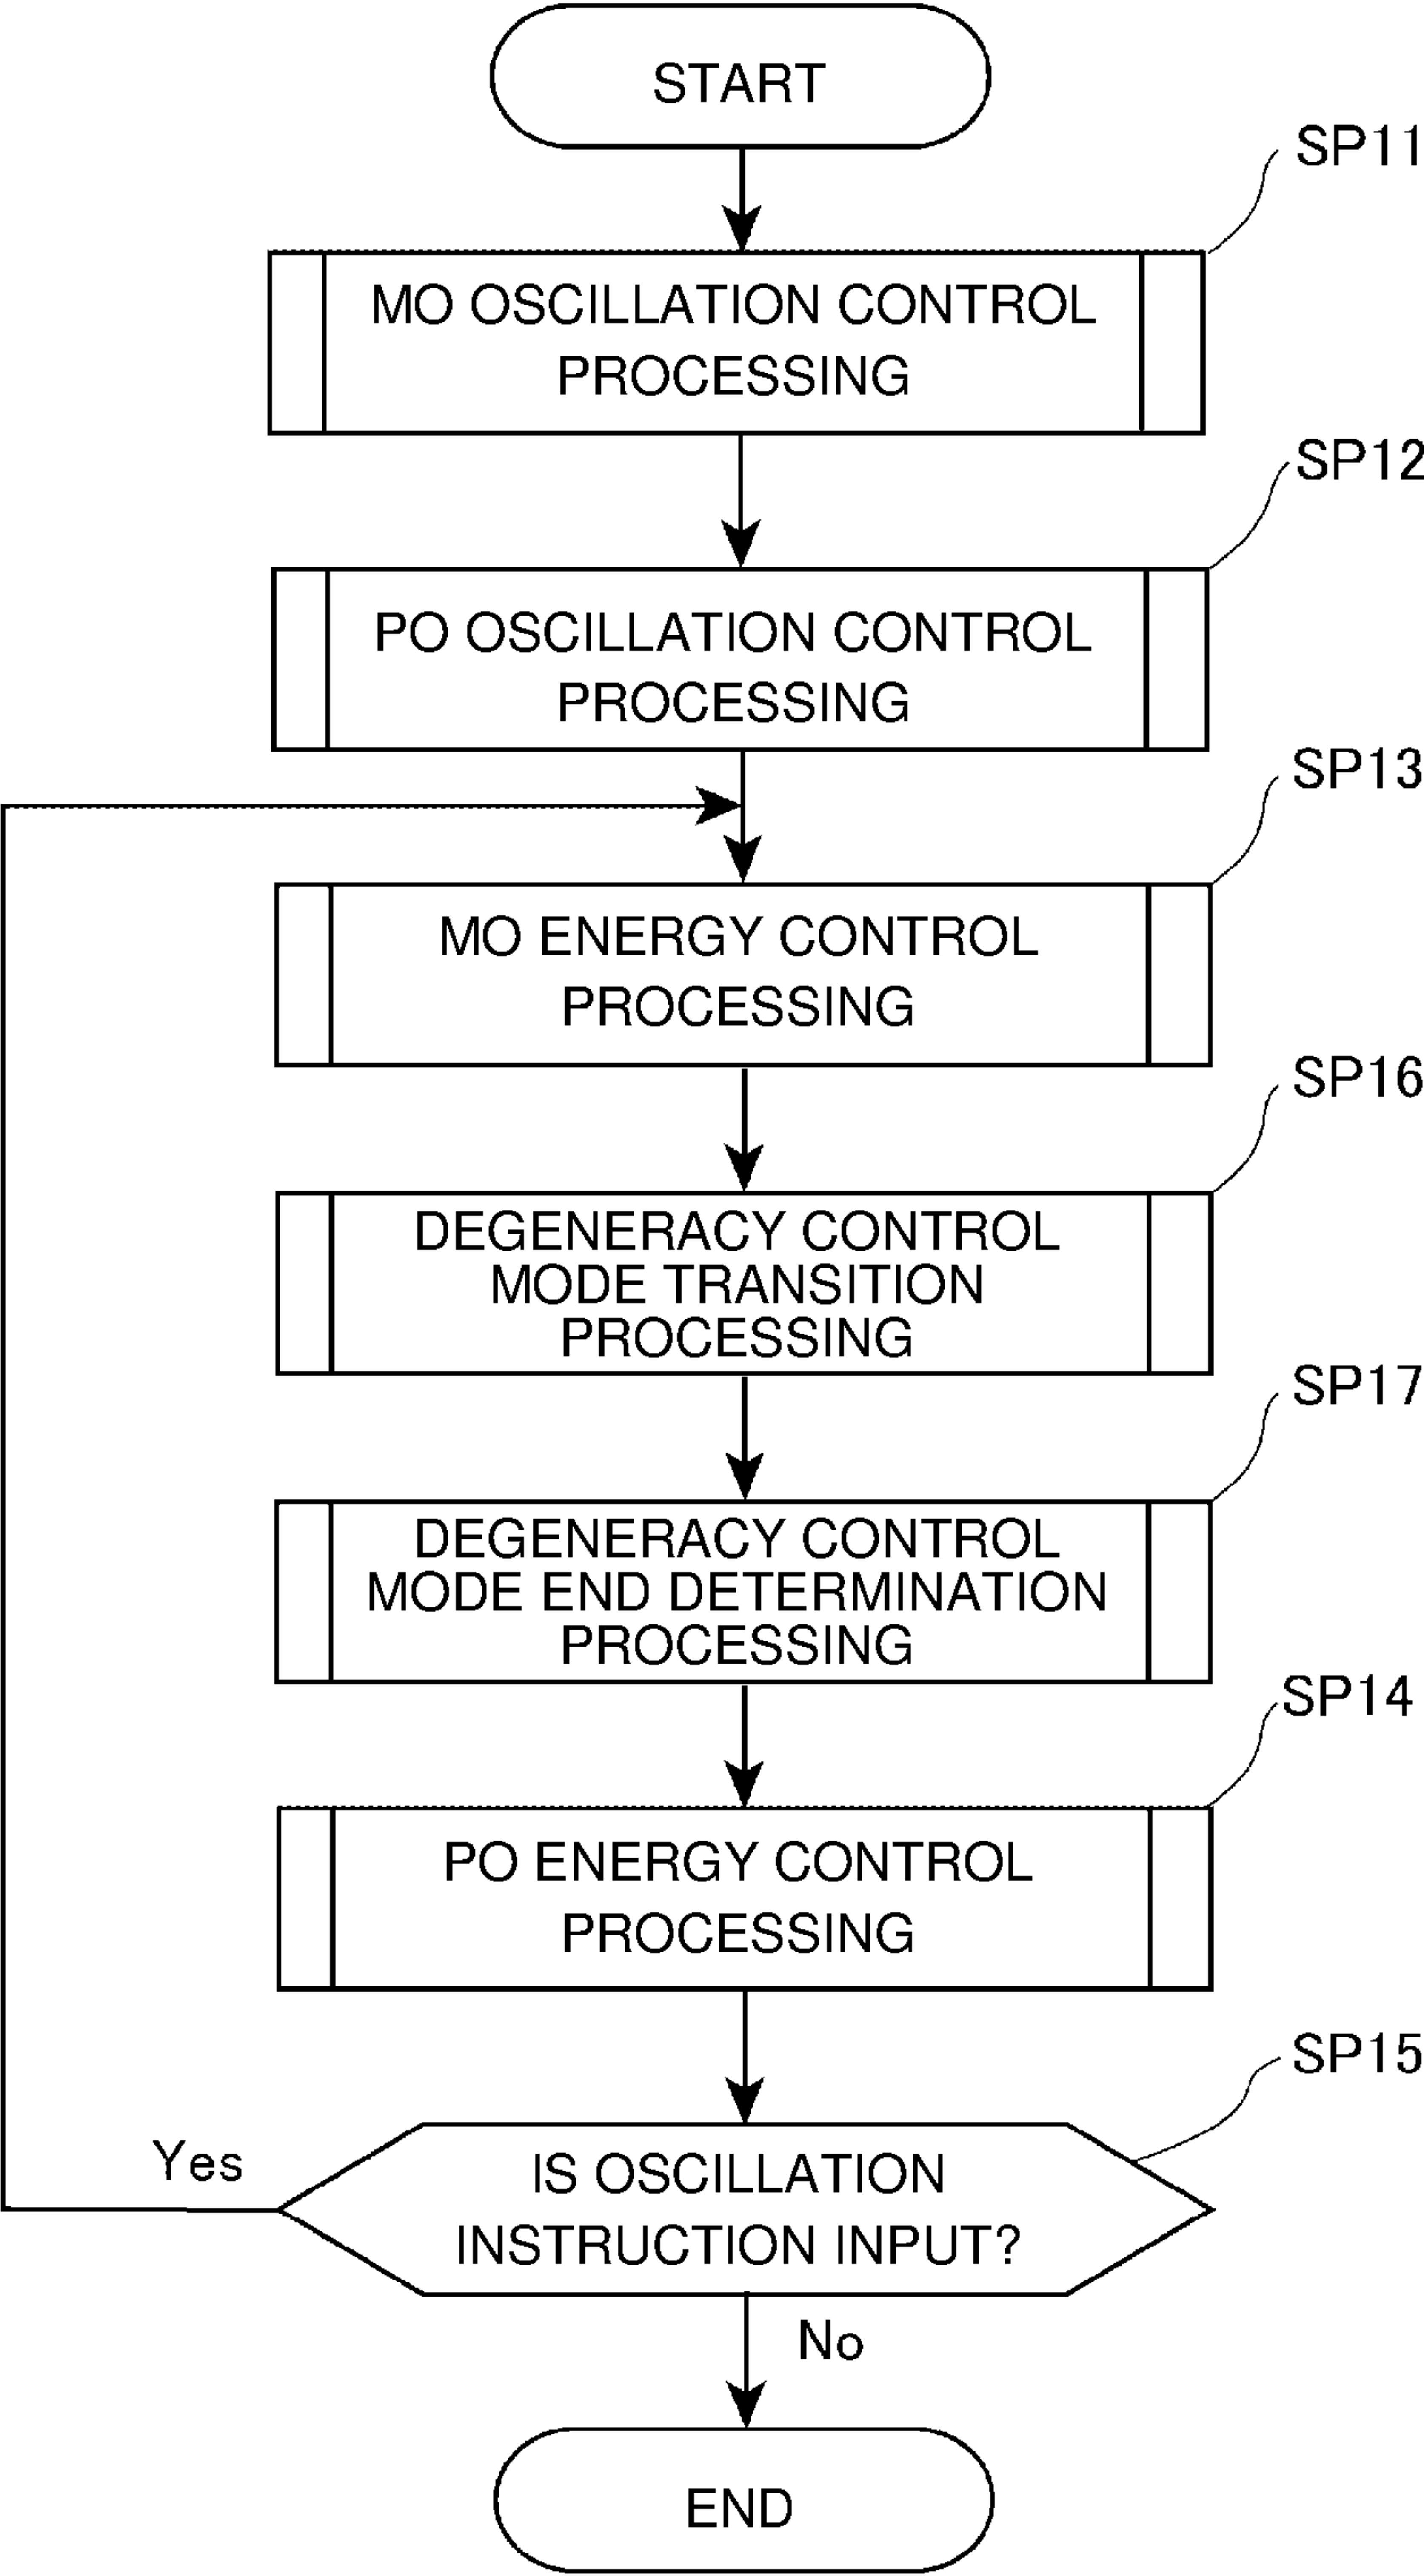 START
SP11
MO OSCILLATION CONTROL
PROCESSING
SP12
PO OSCILLATION CONTROL
PROCESSING
SP13
MO ENERGY CONTROL
PROCESSING
SP16
DEGENERACY CONTROL
MODE TRANSITION
PROCESSING
SP17
DEGENERACY CONTROL
MODE END DETERMINATION
PROCESSING
SP14
PO ENERGY CONTROL
PROCESSING
SP15
Yes
IS OSCILLATION
INSTRUCTION INPUT?
No
END